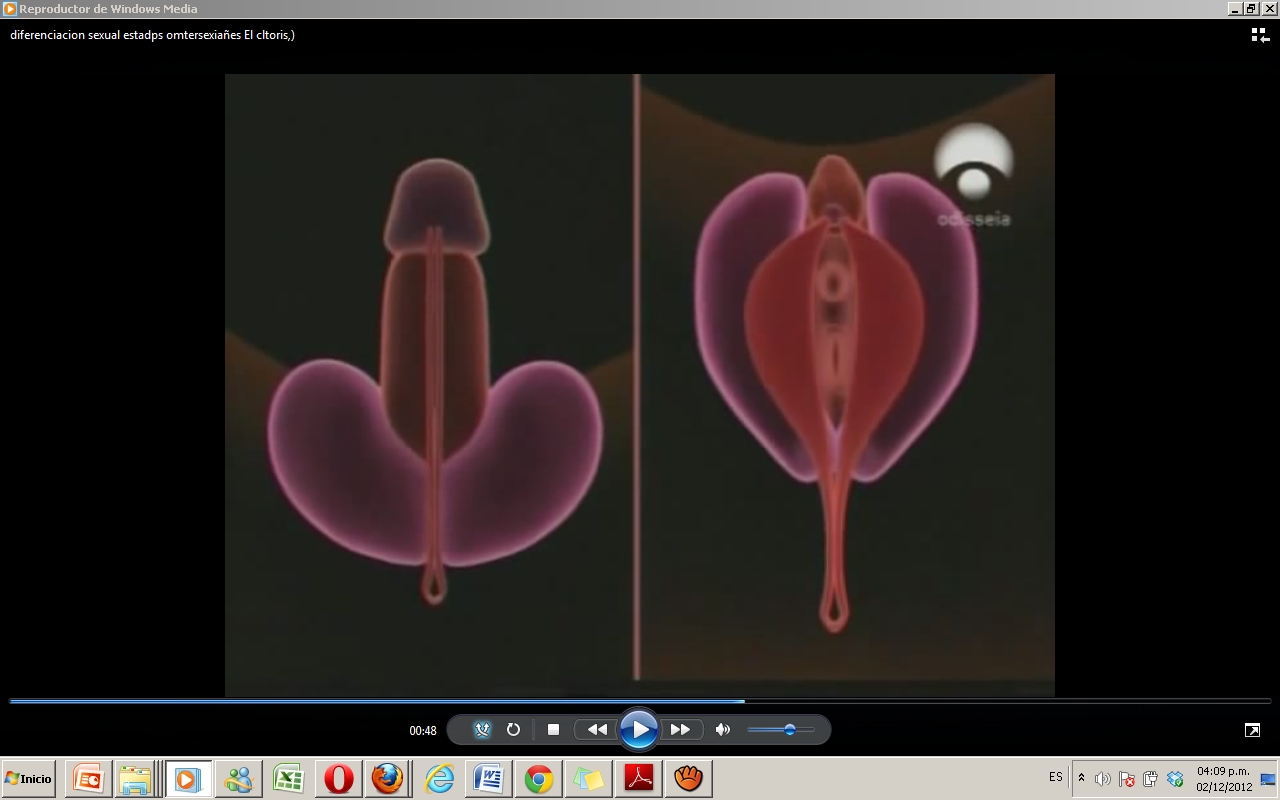 Reproductor de Windows Media
diferenciacion sexual estadps omtersexiañes El cltoris,)
odisseia
00:48
Inicio
ES
04:09 p.m.
02/12/2012